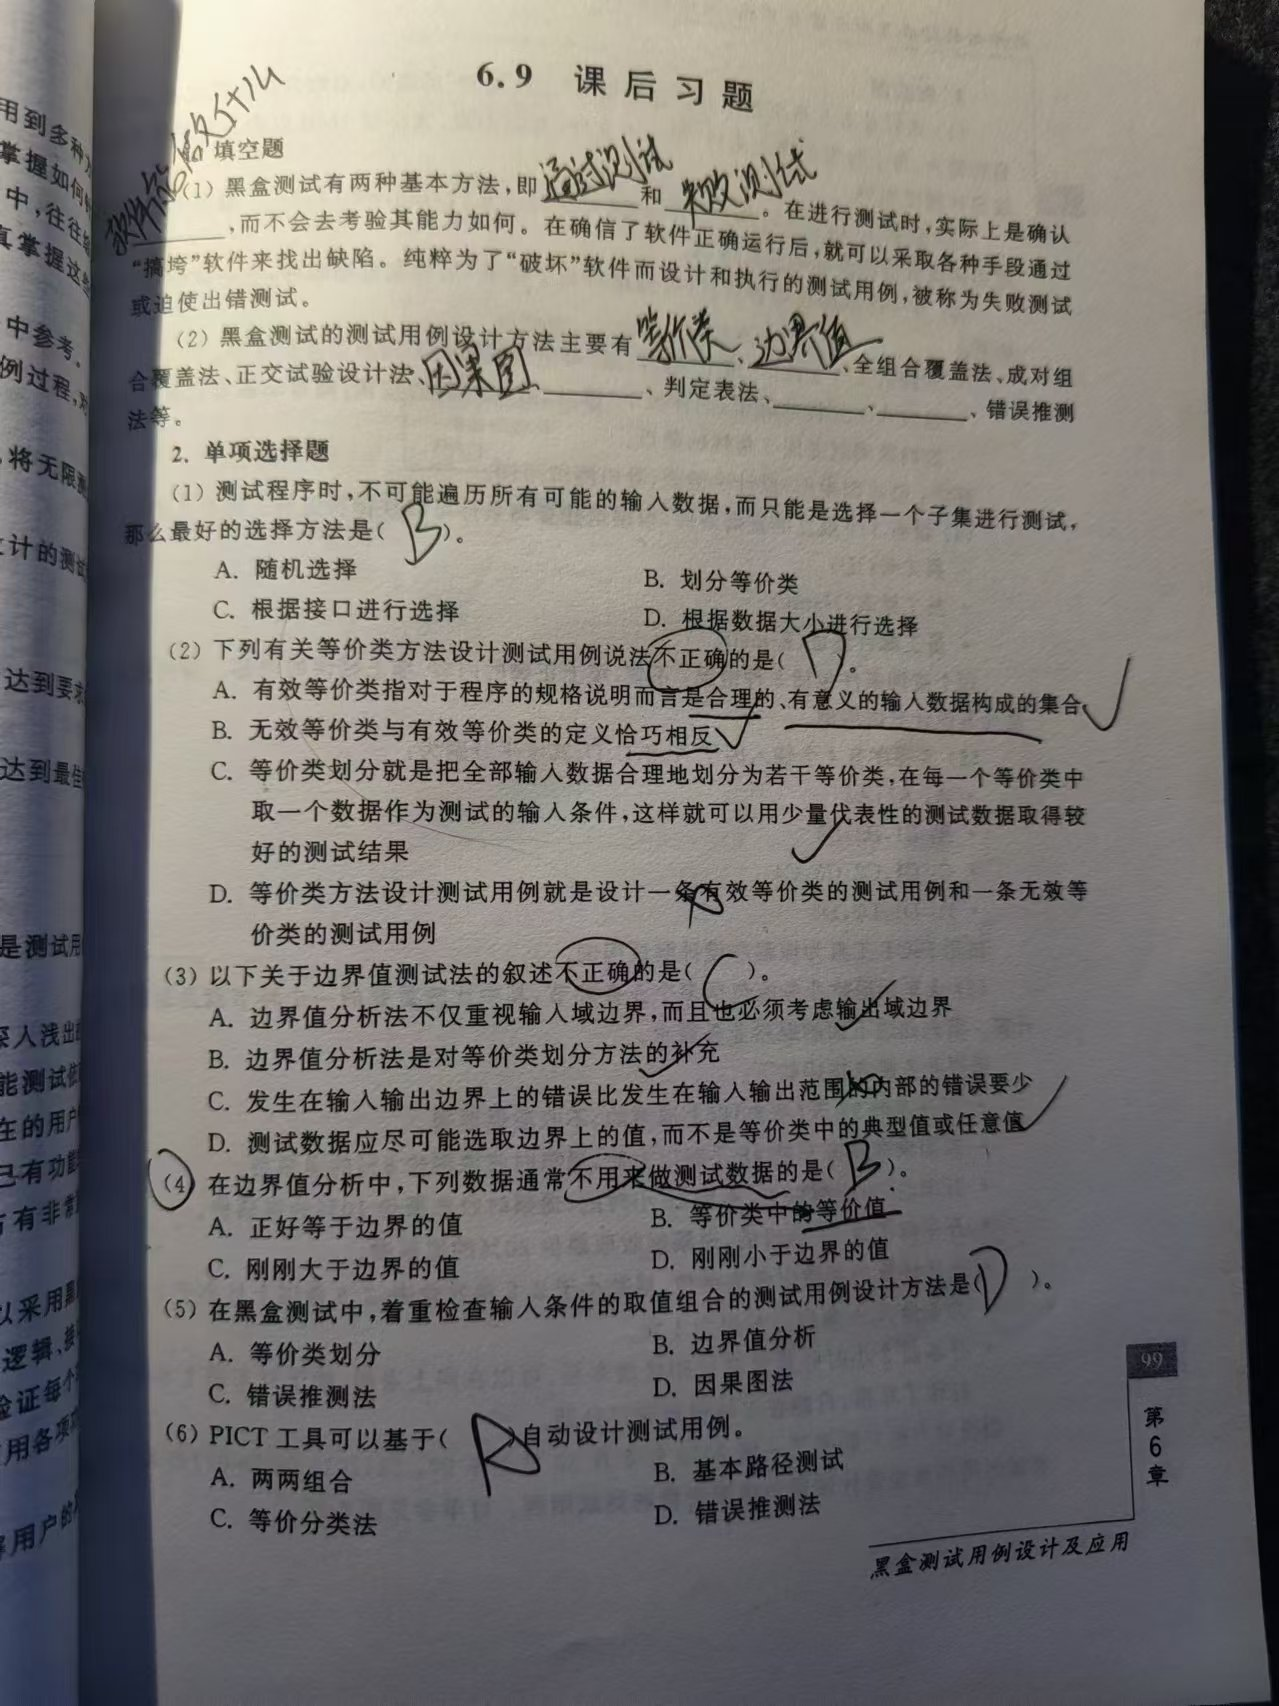 用到多种方
掌握如何
中,往往
真掌握这些
中参考。
例过程,对
将无限
计的测试
达到要求
达到最佳
是测试用
深入浅出
能测试
在的用户
己有功能
有非常
以采用黑
逻辑、接
验证每个
用各项
用户的
6.9 课后习题
软件能做什么
填空题
(1) 黑盒测试有两种基本方法,即通过测试和失败测试。在进行测试时,实际上是确认
,而不会去考验其能力如何。在确信了软件正确运行后,就可以采取各种手段通过
“搞垮”软件来找出缺陷。纯粹为了“破坏”软件而设计和执行的测试用例,被称为失败测试
或迫使出错测试。
(2) 黑盒测试的测试用例设计方法主要有等价类、边界值、全组合覆盖法、成对组
合覆盖法、正交试验设计法、因果图、________、判定表法、________、________、错误推测
法等。
2. 单项选择题
(1) 测试程序时,不可能遍历所有可能的输入数据,而只能是选择一个子集进行测试,
那么最好的选择方法是( B )。
A. 随机选择 B. 划分等价类
C. 根据接口进行选择 D. 根据数据大小进行选择
(2) 下列有关等价类方法设计测试用例说法不正确的是( D )。
A. 有效等价类指对于程序的规格说明而言是合理的、有意义的输入数据构成的集合
B. 无效等价类与有效等价类的定义恰巧相反
C. 等价类划分就是把全部输入数据合理地划分为若干等价类,在每一个等价类中
取一个数据作为测试的输入条件,这样就可以用少量代表性的测试数据取得较
好的测试结果
D. 等价类方法设计测试用例就是设计一条有效等价类的测试用例和一条无效等
价类的测试用例
(3) 以下关于边界值测试法的叙述不正确的是( C )。
A. 边界值分析法不仅重视输入域边界,而且也必须考虑输出域边界
B. 边界值分析法是对等价类划分方法的补充
C. 发生在输入输出边界上的错误比发生在输入输出范围的内部的错误要少
D. 测试数据应尽可能选取边界上的值,而不是等价类中的典型值或任意值
(4) 在边界值分析中,下列数据通常不用来做测试数据的是( B )。
A. 正好等于边界的值 B. 等价类中的等价值
C. 刚刚大于边界的值 D. 刚刚小于边界的值
(5) 在黑盒测试中,着重检查输入条件的取值组合的测试用例设计方法是( D )。
A. 等价类划分 B. 边界值分析
C. 错误推测法 D. 因果图法
(6) PICT 工具可以基于( A )自动设计测试用例。
A. 两两组合 B. 基本路径测试
C. 等价分类法 D. 错误推测法
99
第
6
章
黑盒测试用例设计及应用